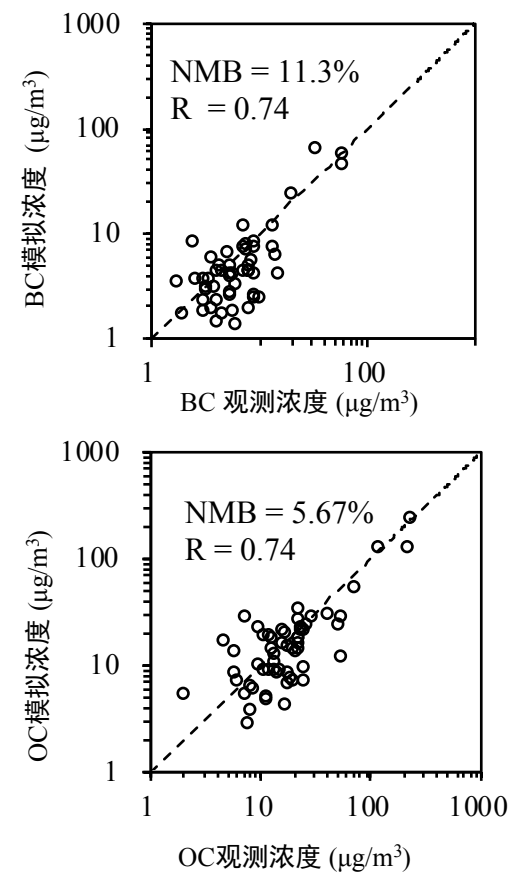 1000
NMB = 11.3%
R = 0.74
100
10
1
1
100
BC模拟浓度 (μg/m³)
BC 观测浓度 (μg/m³)
1000
NMB = 5.67%
R = 0.74
100
10
1
1 10 100 1000
OC模拟浓度 (μg/m³)
OC观测浓度 (μg/m³)